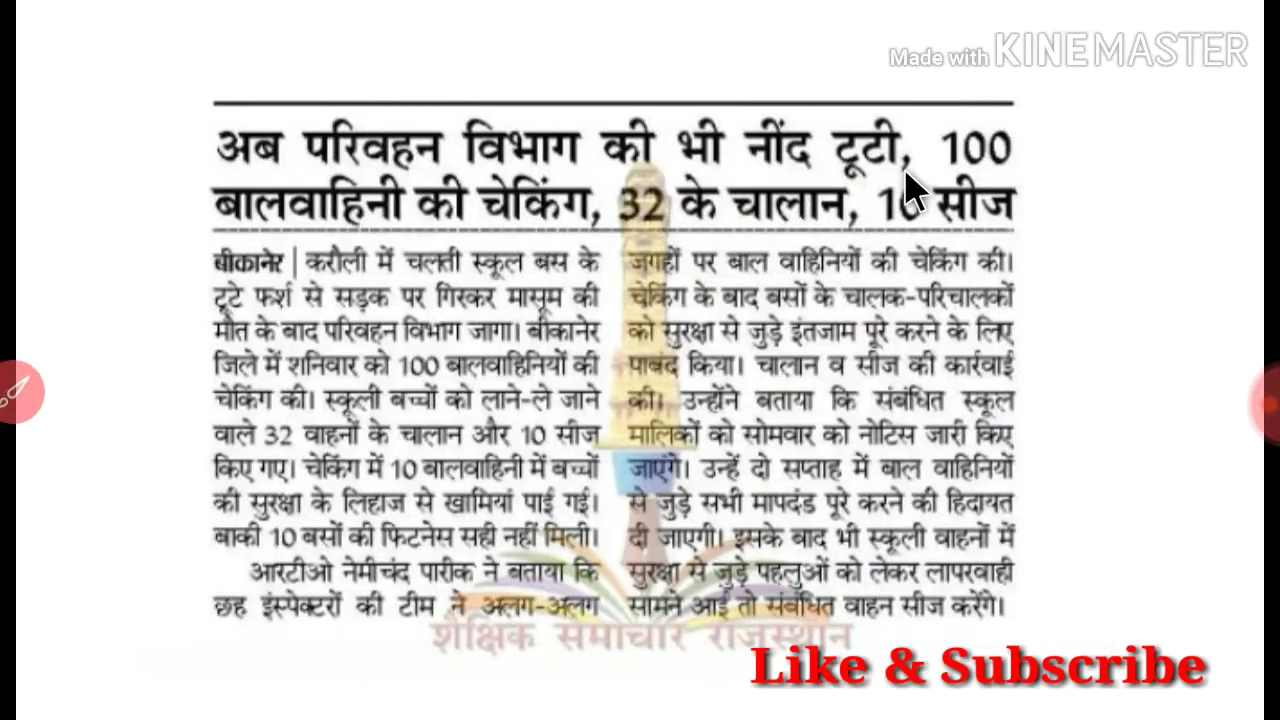 Made with KINEMASTER
अब परिवहन विभाग की भी नींद टूटी, 100
बालवाहिनी की चेकिंग, 32 के चालान, 10 सीज
बीकानेर | करौली में चलती स्कूल बस के
टूटे फर्श से सड़क पर गिरकर मासूम की
मौत के बाद परिवहन विभाग जागा। बीकानेर
जिले में शनिवार को 100 बालवाहिनियों की
चेकिंग की। स्कूली बच्चों को लाने-ले जाने
वाले 32 वाहनों के चालान और 10 सीज
किए गए। चेकिंग में 10 बालवाहिनी में बच्चों
की सुरक्षा के लिहाज से खामियां पाई गई।
बाकी 10 बसों की फिटनेस सही नहीं मिली।
आरटीओ नेमीचंद पारीक ने बताया कि
छह इंस्पेक्टरों की टीम ने अलग-अलग
जगहों पर बाल वाहिनियों की चेकिंग की।
चेकिंग के बाद बसों के चालक-परिचालकों
को सुरक्षा से जुड़े इंतजाम पूरे करने के लिए
पाबंद किया। चालान व सीज की कार्रवाई
की। उन्होंने बताया कि संबंधित स्कूल
मालिकों को सोमवार को नोटिस जारी किए
जाएंगे। उन्हें दो सप्ताह में बाल वाहिनियों
से जुड़े सभी मापदंड पूरे करने की हिदायत
दी जाएगी। इसके बाद भी स्कूली वाहनों में
सुरक्षा से जुड़े पहलुओं को लेकर लापरवाही
सामने आई तो संबंधित वाहन सीज करेंगे।
शैक्षिक समाचार राजस्थान
Like & Subscribe